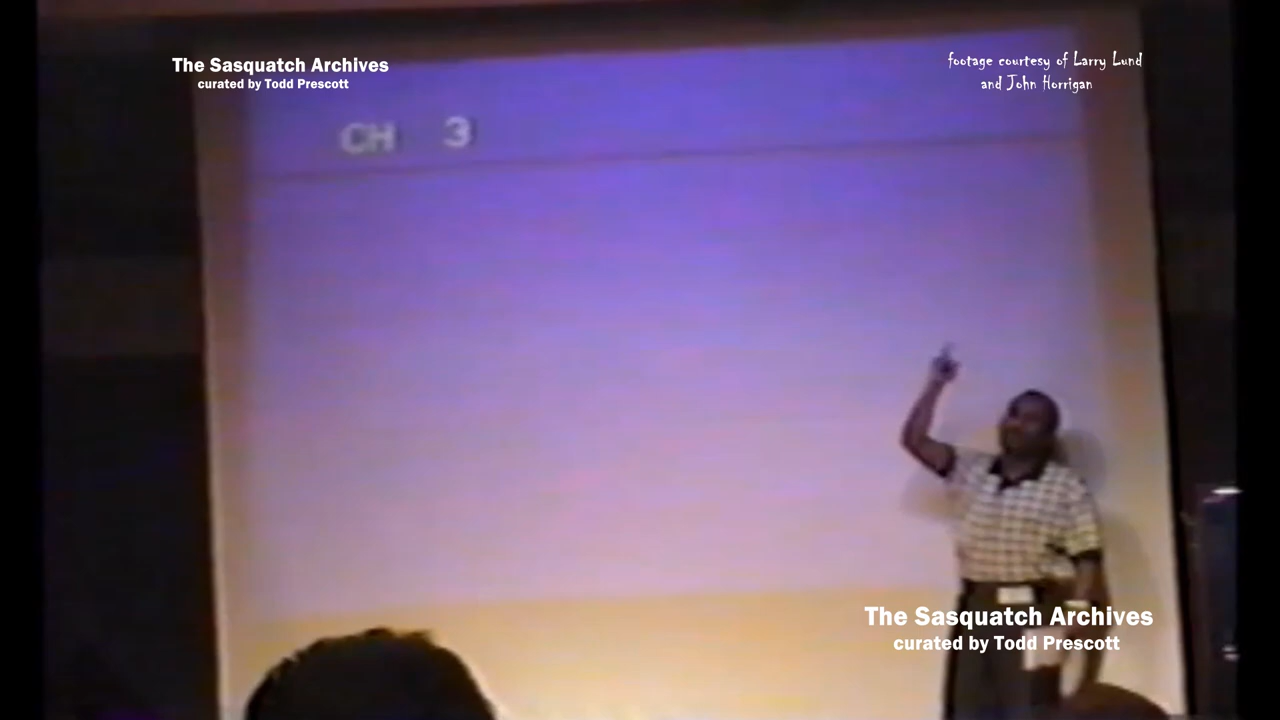 The Sasquatch Archives
curated by Todd Prescott
footage courtesy of Larry Lund
and John Horrigan
CH 3
The Sasquatch Archives
curated by Todd Prescott